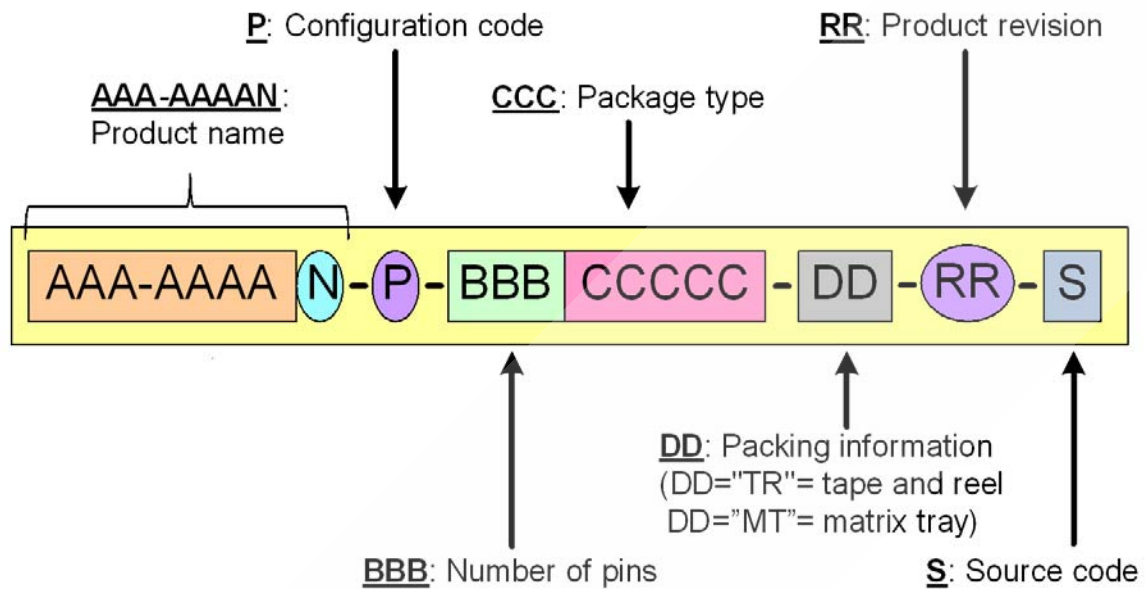 P: Configuration code
RR: Product revision
AAA-AAAAN:
Product name
CCC: Package type
AAA-AAAA N - P - BBB CCCCC - DD - RR - S
DD: Packing information
(DD="TR"= tape and reel
DD=”MT”= matrix tray)
BBB: Number of pins
S: Source code